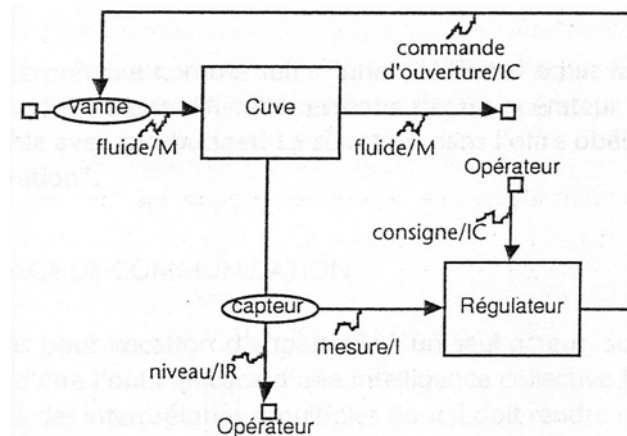 commande
d'ouverture/IC
vanne
Cuve
fluide/M
fluide/M
Opérateur
consigne/IC
capteur
Régulateur
mesure/I
niveau/IR
Opérateur